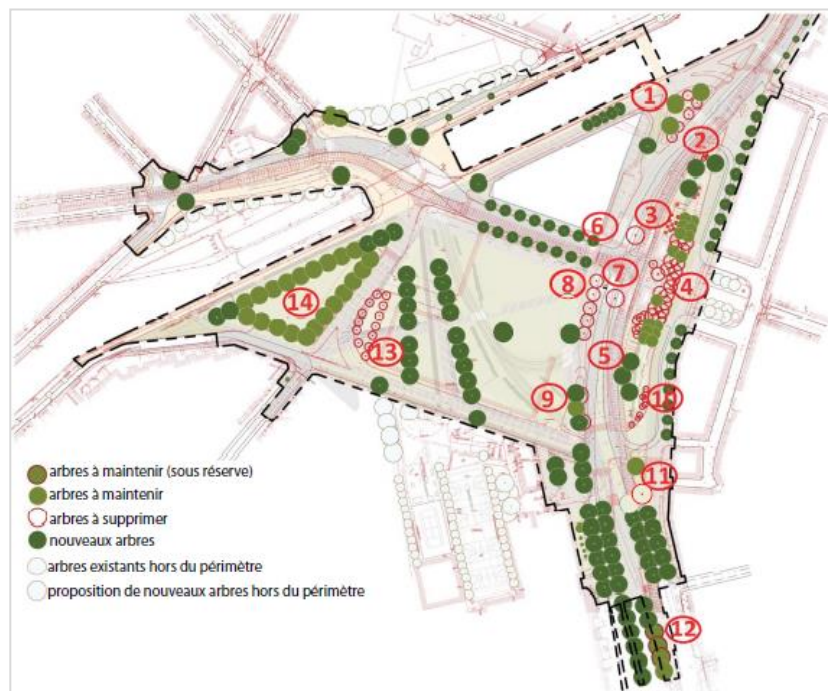 1
2
3
6
7
8
4
14
5
13
9
10
11
12
arbres à maintenir (sous réserve)
arbres à maintenir
arbres à supprimer
nouveaux arbres
arbres existants hors du périmètre
proposition de nouveaux arbres hors du périmètre